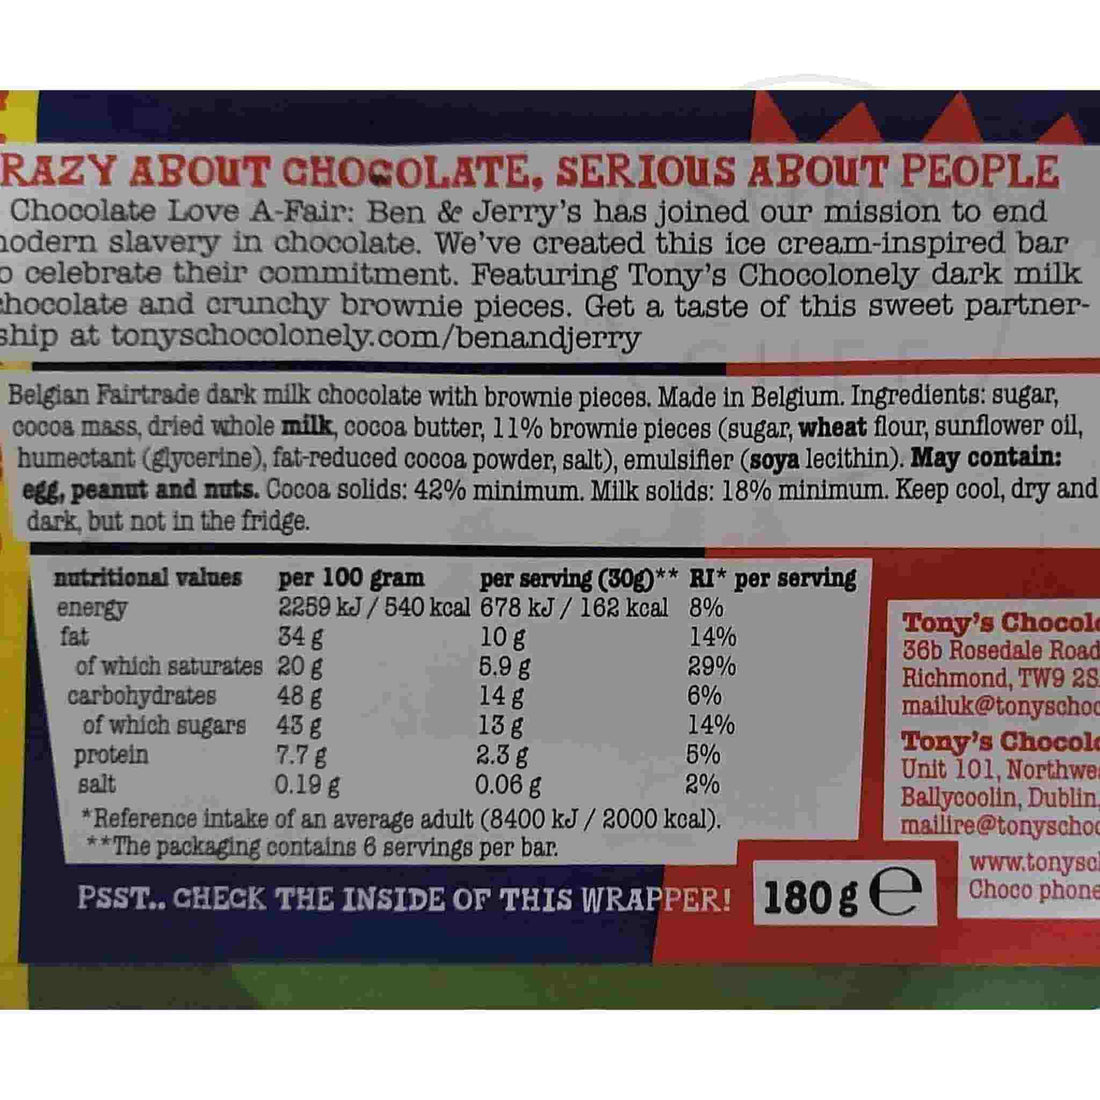 RAZY ABOUT CHOCOLATE, SERIOUS ABOUT PEOPLE
Chocolate Love A-Fair: Ben & Jerry's has joined our mission to end
odern slavery in chocolate. We've created this ice cream-inspired bar
o celebrate their commitment. Featuring Tony's Chocolonely dark milk
chocolate and crunchy brownie pieces. Get a taste of this sweet partner-
ship at tonyschocolonely.com/benandjerry
Belgian Fairtrade dark milk chocolate with brownie pieces. Made in Belgium. Ingredients: sugar,
cocoa mass, dried whole milk, cocoa butter, 11% brownie pieces (sugar, wheat flour, sunflower oil,
humectant (glycerine), fat-reduced cocoa powder, salt), emulsifier (soya lecithin). May contain:
egg, peanut and nuts. Cocoa solids: 42% minimum. Milk solids: 18% minimum. Keep cool, dry and
dark, but not in the fridge.
nutritional values per 100 gram per serving (30g)** RI* per serving
energy 2259 kJ / 540 kcal 678 kJ / 162 kcal 8%
fat 34 g 10 g 14%
of which saturates 20 g 5.9 g 29%
carbohydrates 48 g 14 g 6%
of which sugars 43 g 13 g 14%
protein 7.7 g 2.3 g 5%
salt 0.19 g 0.06 g 2%
*Reference intake of an average adult (8400 kJ / 2000 kcal).
**The packaging contains 6 servings per bar.
PSST.. CHECK THE INSIDE OF THIS WRAPPER!
180 g e
Tony's Chocolo
36b Rosedale Road
Richmond, TW9 2S
mailuk@tonyschoc
Tony's Chocolo
Unit 101, Northwes
Ballycoolin, Dublin,
mailire@tonyschoc
www.tonysc
Choco phone